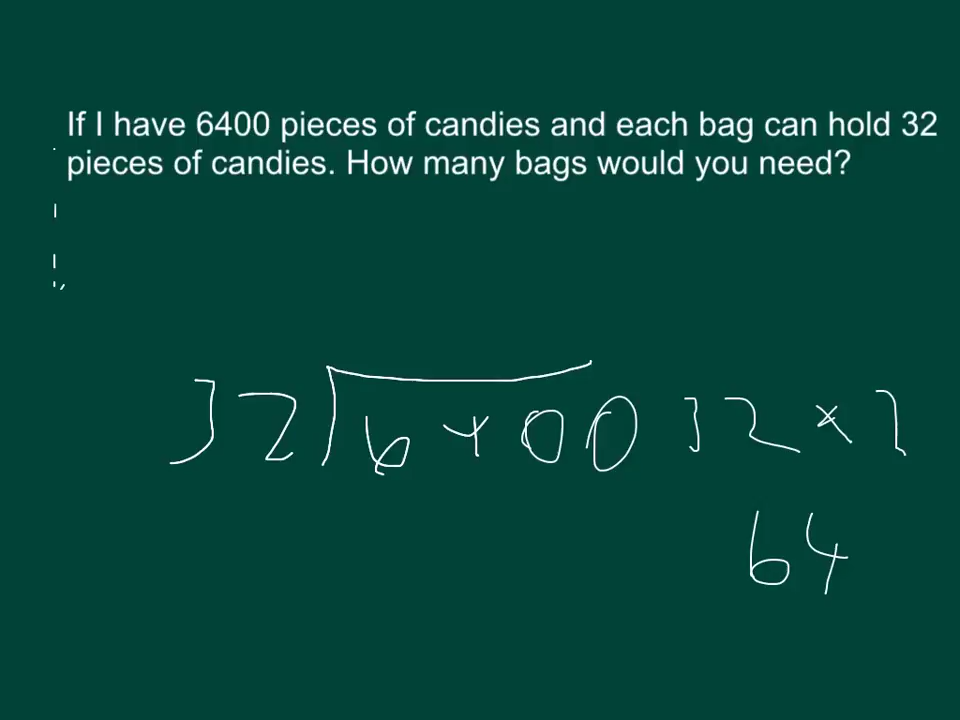 If I have 6400 pieces of candies and each bag can hold 32
pieces of candies. How many bags would you need?
32 6400 32 × 2
64